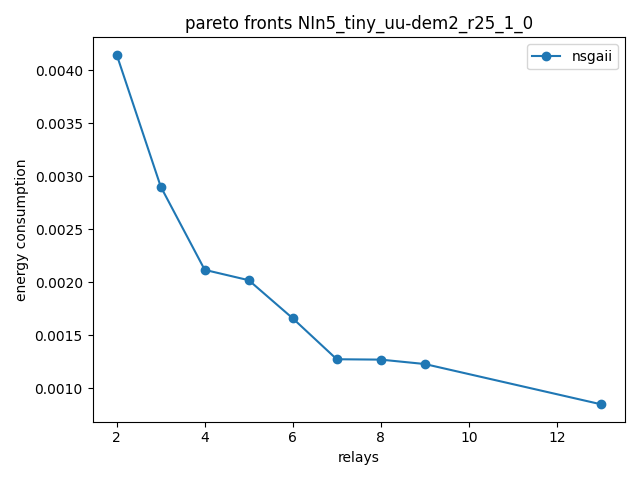 pareto fronts NIn5_tiny_uu-dem2_r25_1_0
nsgaii
energy consumption
0.0040
0.0035
0.0030
0.0025
0.0020
0.0015
0.0010
2 4 6 8 10 12
relays